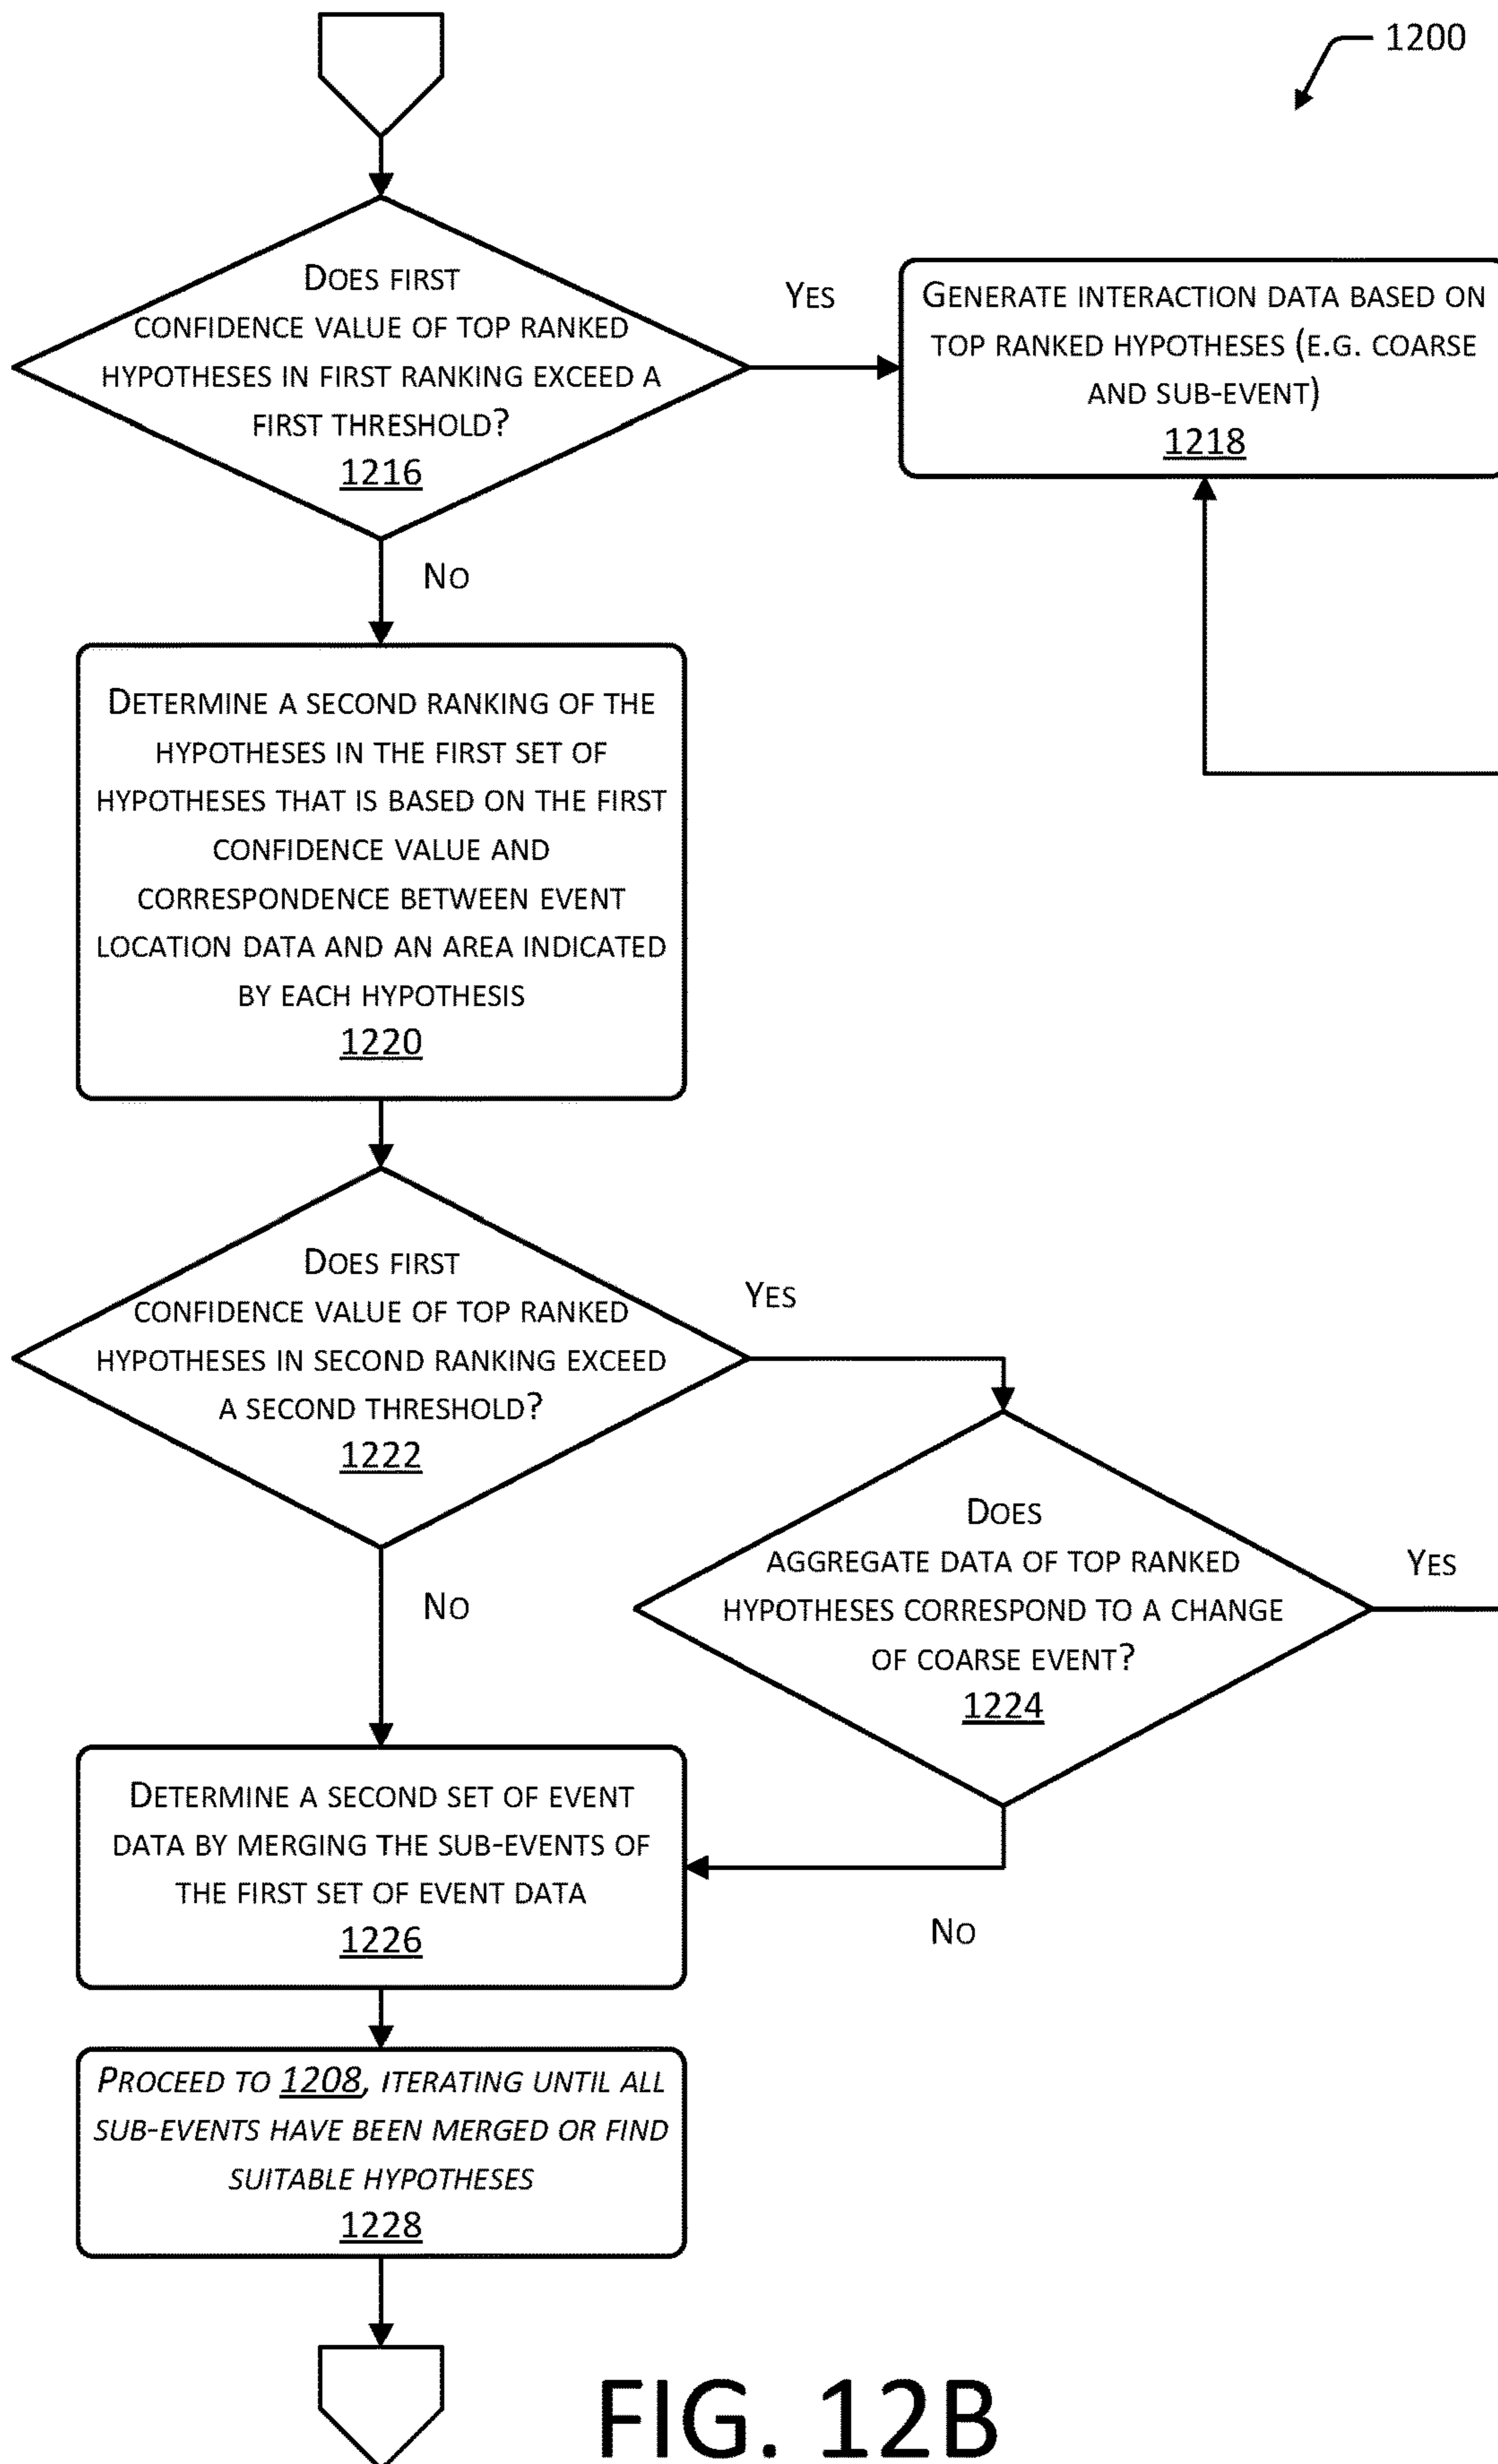 1200
DOES FIRST
CONFIDENCE VALUE OF TOP RANKED
HYPOTHESES IN FIRST RANKING EXCEED A
FIRST THRESHOLD?
1216
YES
GENERATE INTERACTION DATA BASED ON
TOP RANKED HYPOTHESES (E.G. COARSE
AND SUB-EVENT)
1218
NO
DETERMINE A SECOND RANKING OF THE
HYPOTHESES IN THE FIRST SET OF
HYPOTHESES THAT IS BASED ON THE FIRST
CONFIDENCE VALUE AND
CORRESPONDENCE BETWEEN EVENT
LOCATION DATA AND AN AREA INDICATED
BY EACH HYPOTHESIS
1220
DOES FIRST
CONFIDENCE VALUE OF TOP RANKED
HYPOTHESES IN SECOND RANKING EXCEED
A SECOND THRESHOLD?
1222
YES
DOES
AGGREGATE DATA OF TOP RANKED
HYPOTHESES CORRESPOND TO A CHANGE
OF COARSE EVENT?
1224
YES
NO
DETERMINE A SECOND SET OF EVENT
DATA BY MERGING THE SUB-EVENTS OF
THE FIRST SET OF EVENT DATA
1226
NO
PROCEED TO 1208, ITERATING UNTIL ALL
SUB-EVENTS HAVE BEEN MERGED OR FIND
SUITABLE HYPOTHESES
1228
FIG. 12B